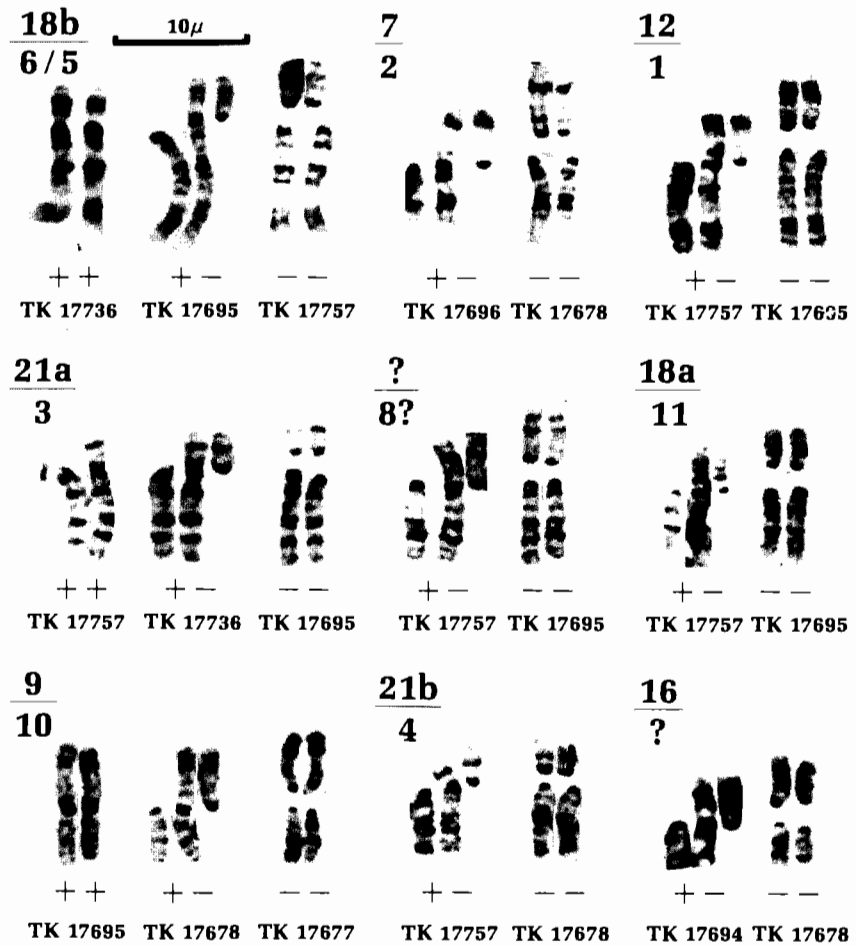 18b
6/5
10μ
7
2
12
1
+ +
+ −
− −
+ −
− −
+ −
− −
TK 17736 TK 17695 TK 17757
TK 17696 TK 17678
TK 17757
21a
3
?
8?
18a
11
+ +
+ −
− −
+ −
− −
+ −
− −
TK 17757 TK 17736 TK 17695
TK 17757 TK 17695
TK 17757 TK 17695
9
10
21b
4
16
?
+ +
+ −
− −
+ −
− −
+ −
− −
TK 17695 TK 17678 TK 17677
TK 17757 TK 17678
TK 17694 TK 17678